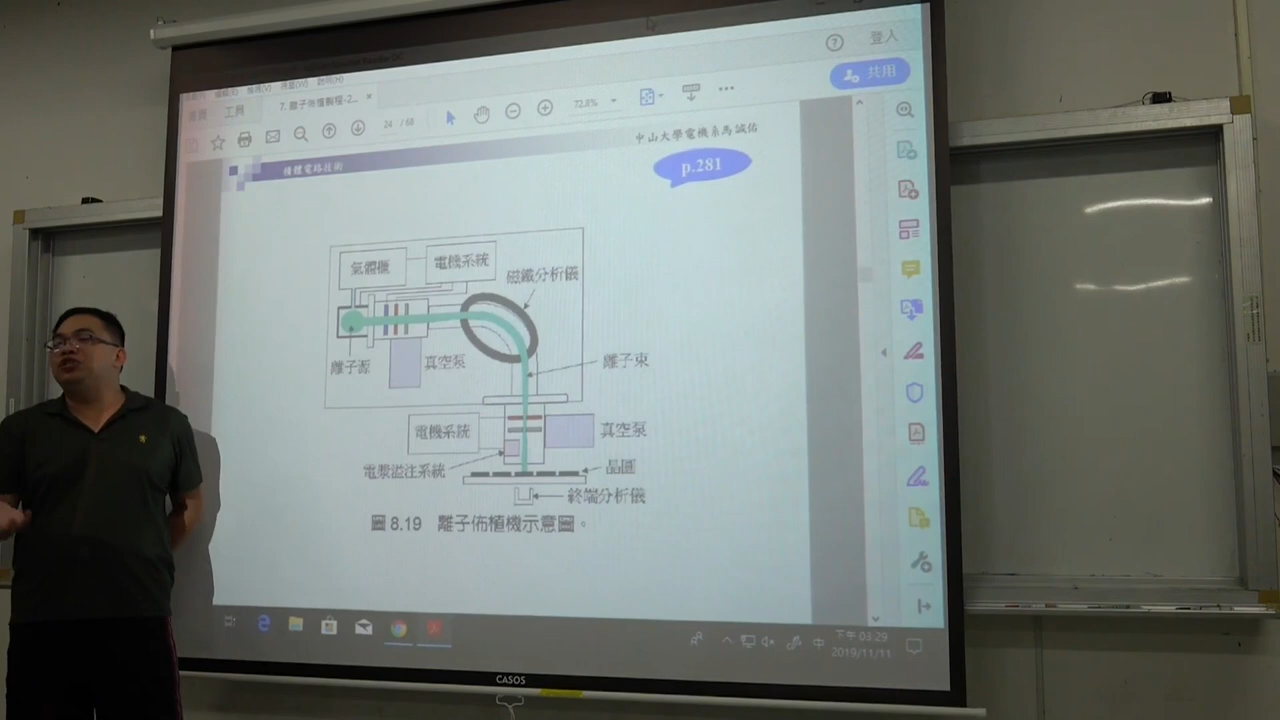 登入
共用
工具
7. 離子佈植製程-2...
24 / 68
72.8%
中山大學電機系馬誠佑
積體電路技術
p.281
氣體櫃
電機系統
磁鐵分析儀
離子源
真空泵
離子束
電機系統
真空泵
電漿溢注系統
晶圓
終端分析儀
圖 8.19 離子佈植機示意圖。
中
下午 03:29
2019/11/11
CASOS